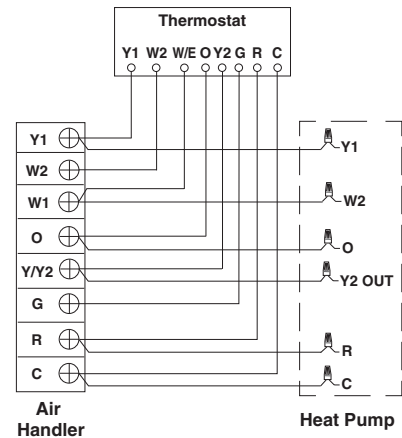 Thermostat
Y1 W2 W/E O Y2 G R C
Y1
W2
W1
O
Y/Y2
G
R
C
Air
Handler
Y1
W2
O
Y2 OUT
R
C
Heat Pump